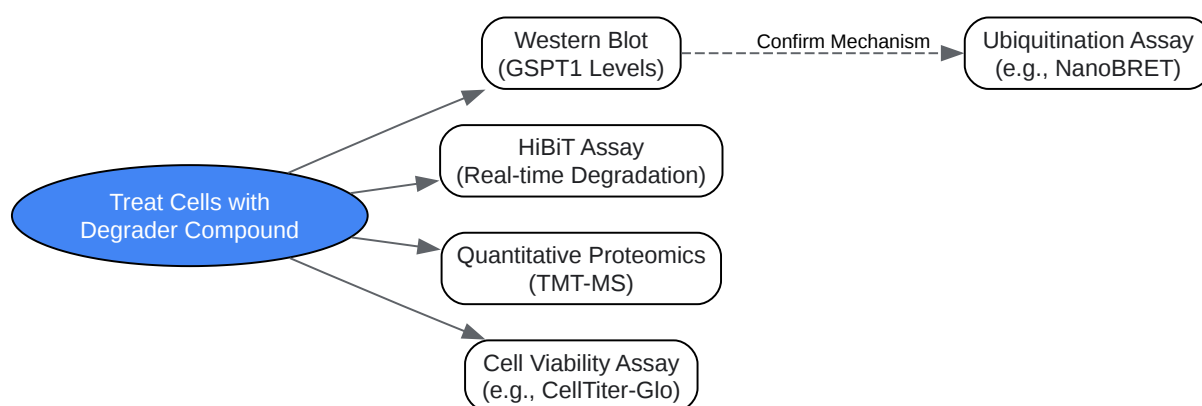 Treat Cells with
Degrader Compound
Western Blot
(GSPT1 Levels)
Confirm Mechanism
Ubiquitination Assay
(e.g., NanoBRET)
HiBiT Assay
(Real-time Degradation)
Quantitative Proteomics
(TMT-MS)
Cell Viability Assay
(e.g., CellTiter-Glo)